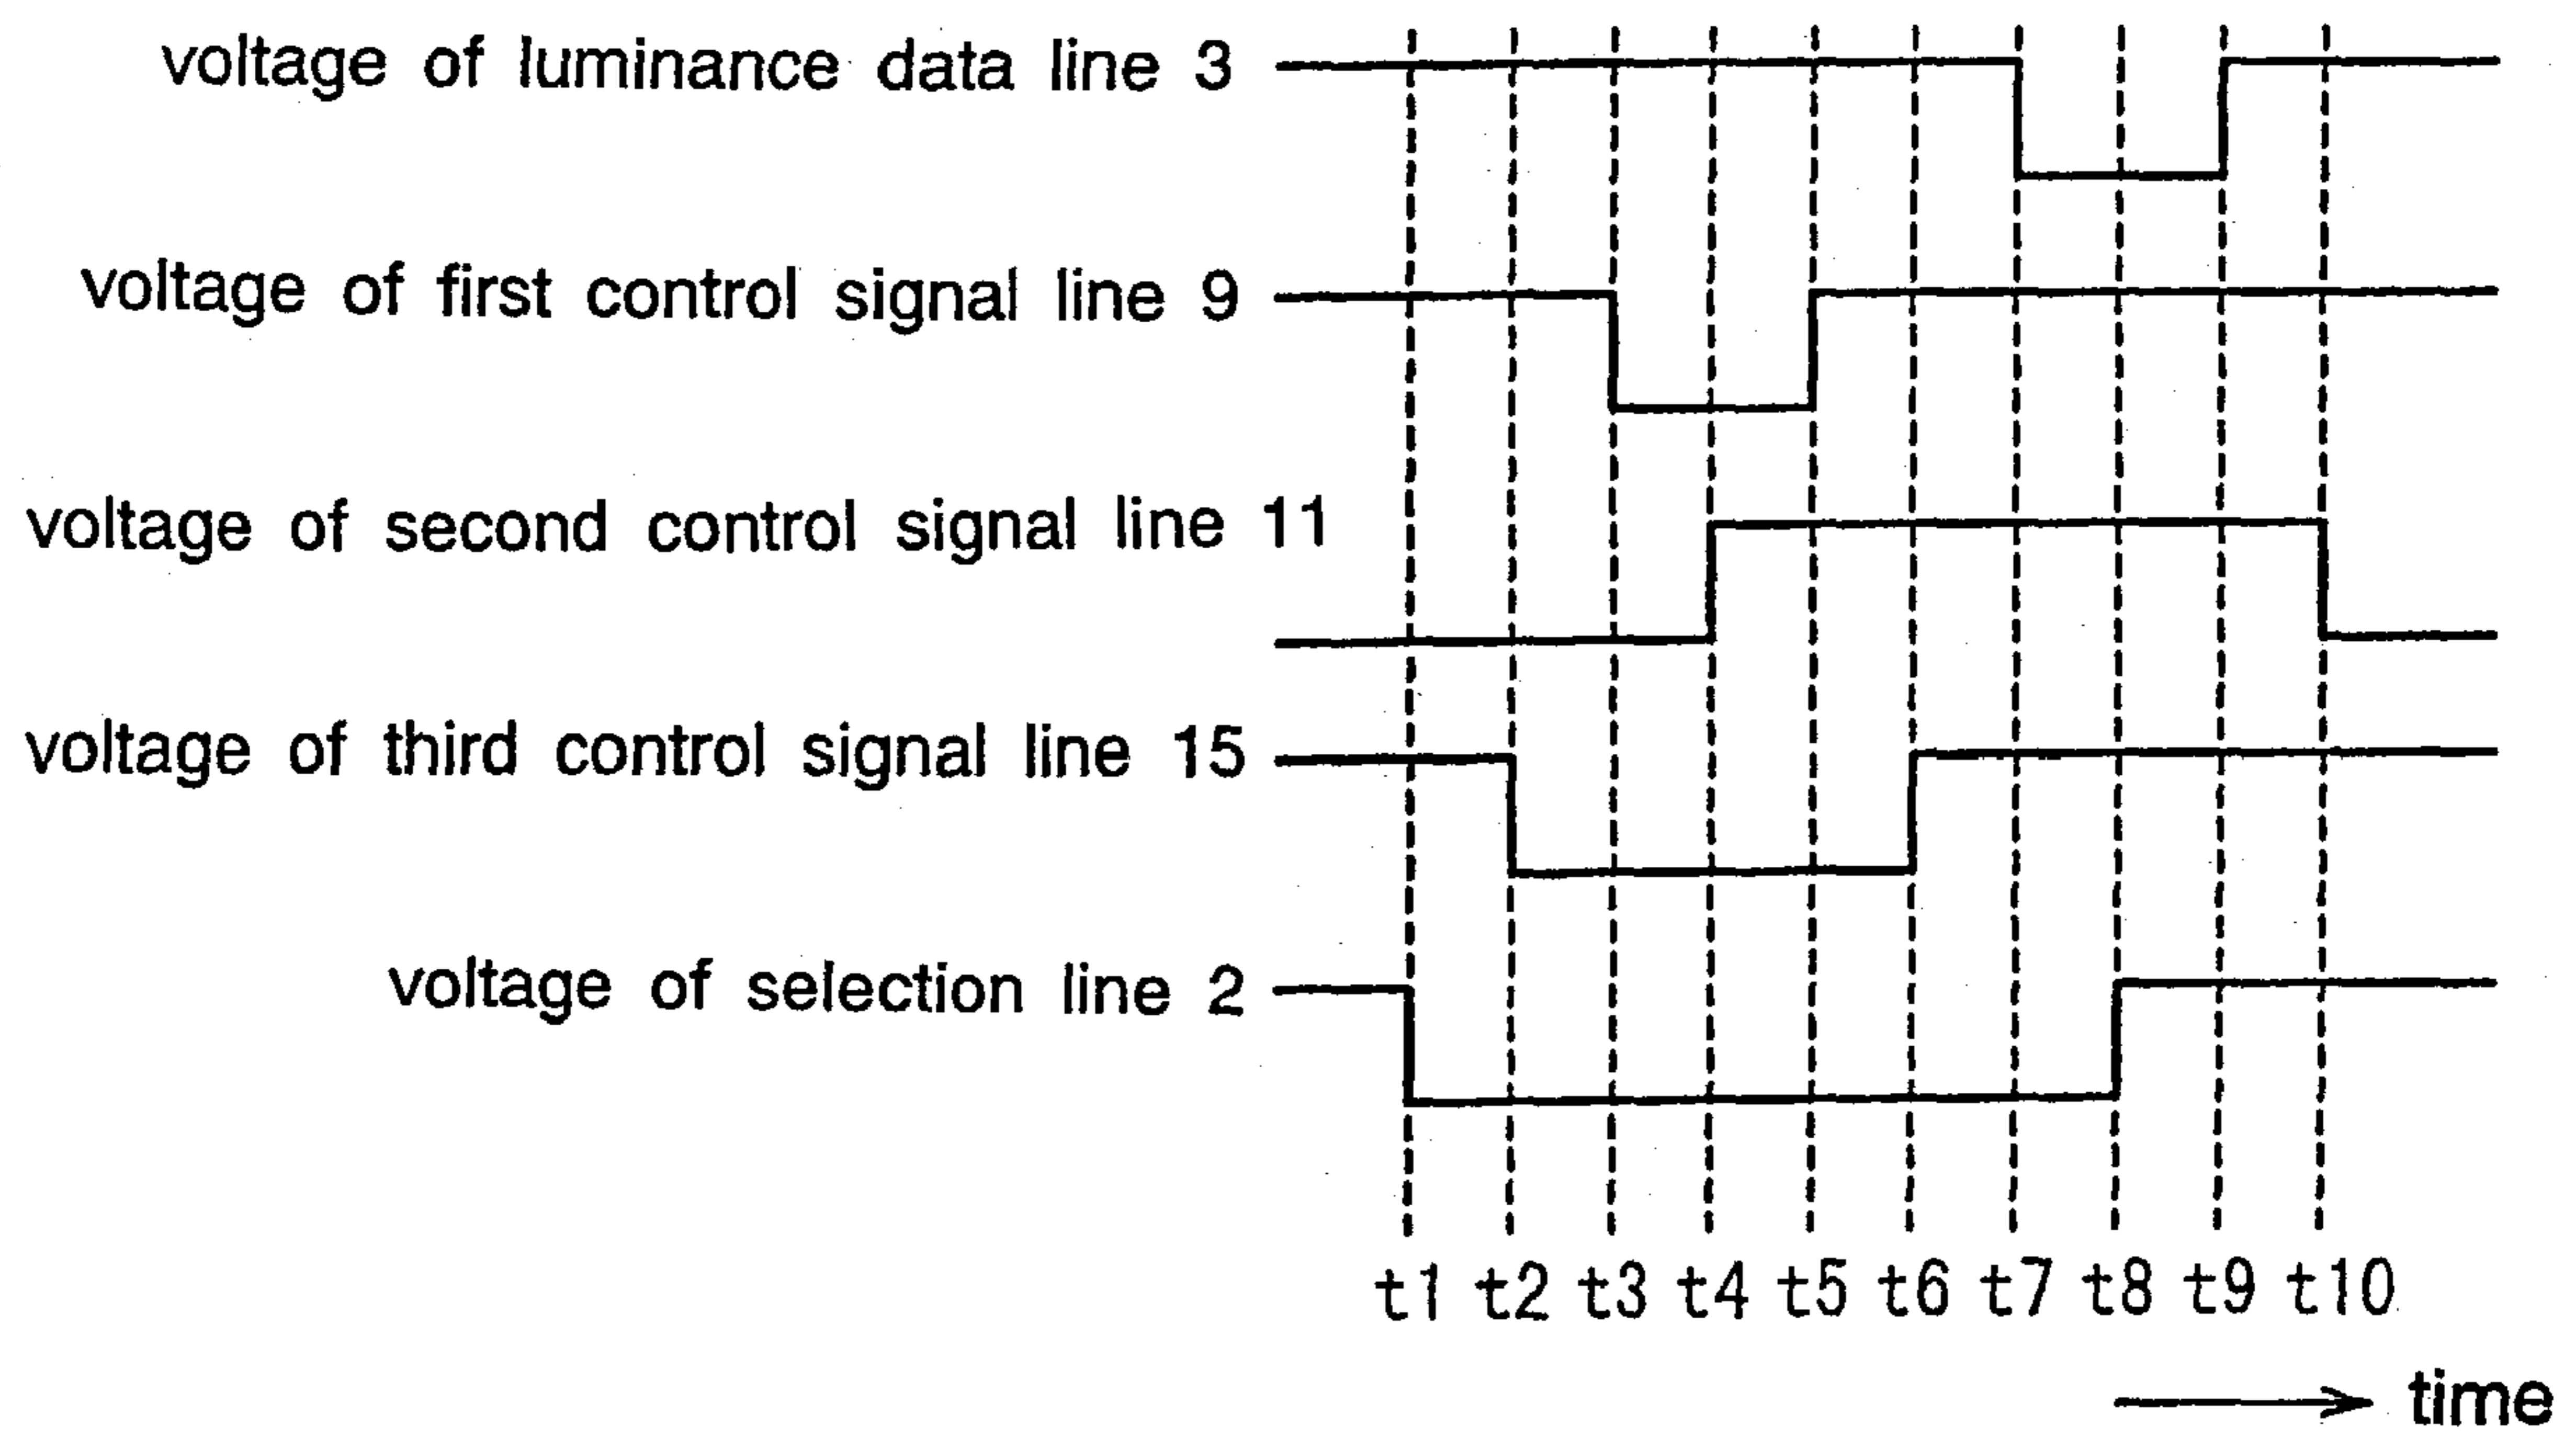 voltage of luminance data line 3
voltage of first control signal line 9
voltage of second control signal line 11
voltage of third control signal line 15
voltage of selection line 2
t1 t2 t3 t4 t5 t6 t7 t8 t9 t10
time